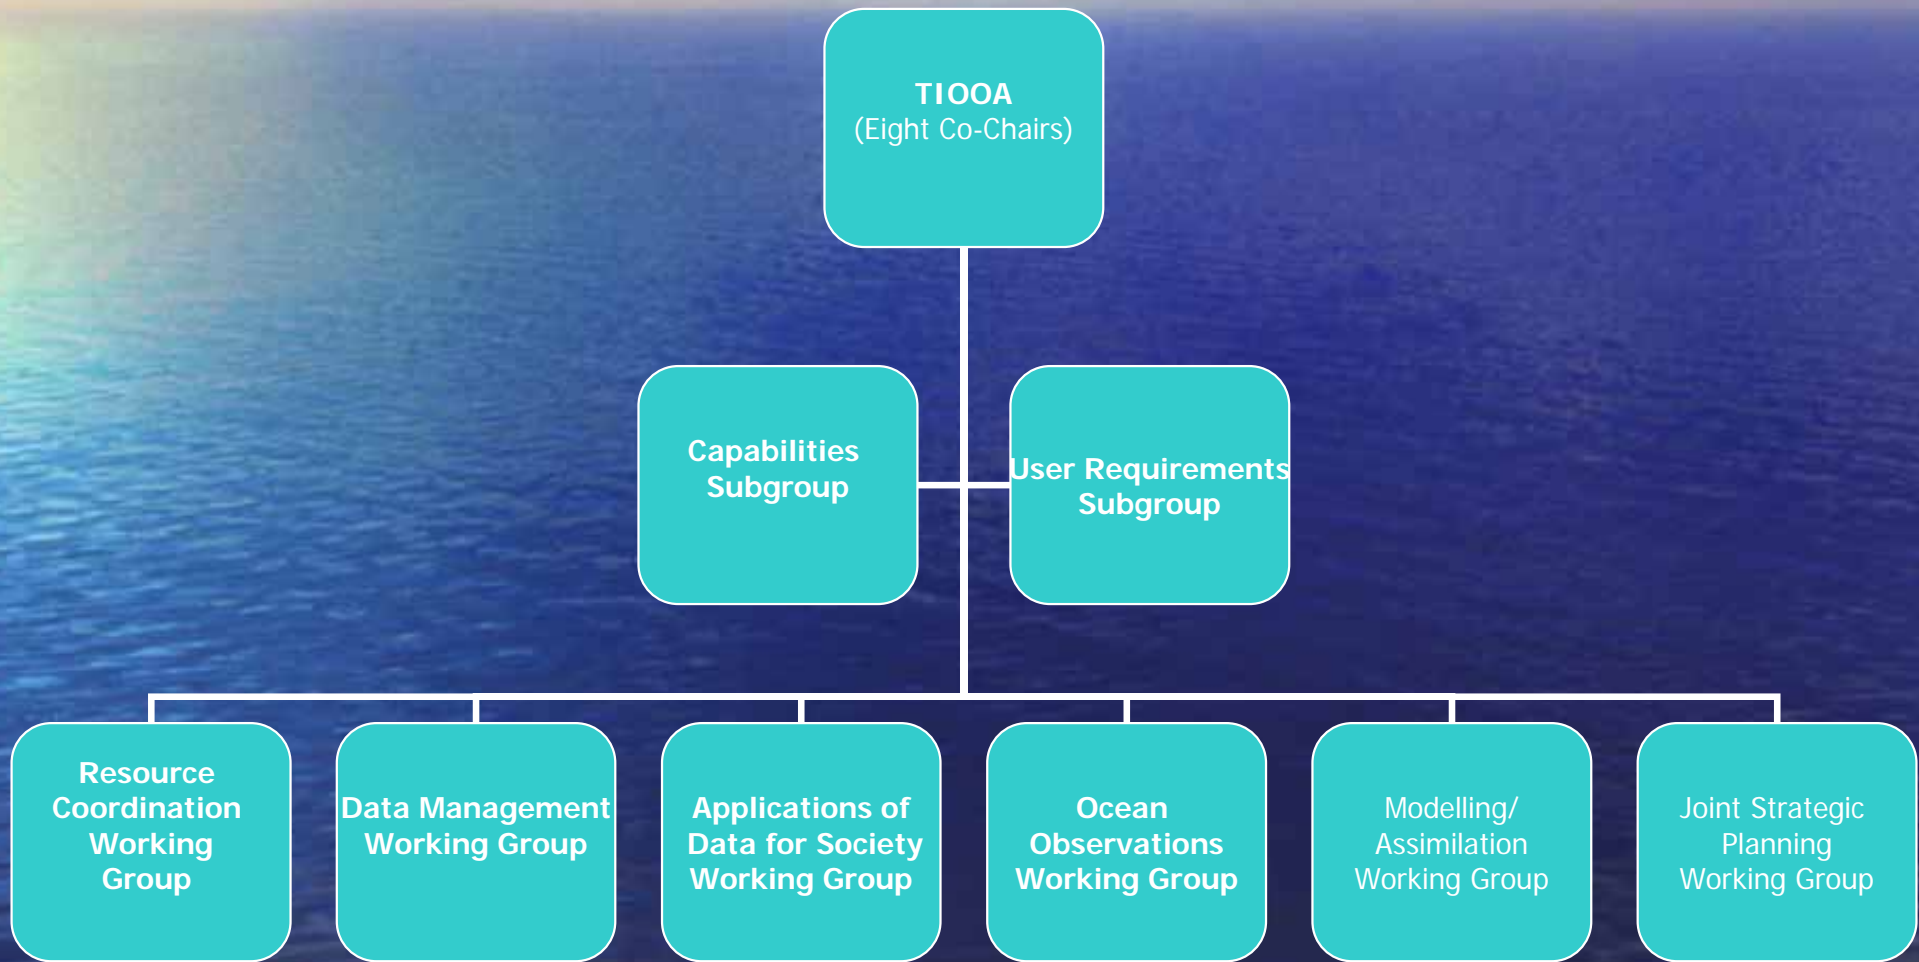 TIOOA
(Eight Co-Chairs)
Capabilities
Subgroup
User Requirements
Subgroup
Resource
Coordination
Working
Group
Data Management
Working Group
Applications of
Data for Society
Working Group
Ocean
Observations
Working Group
Modelling/
Assimilation
Working Group
Joint Strategic
Planning
Working Group